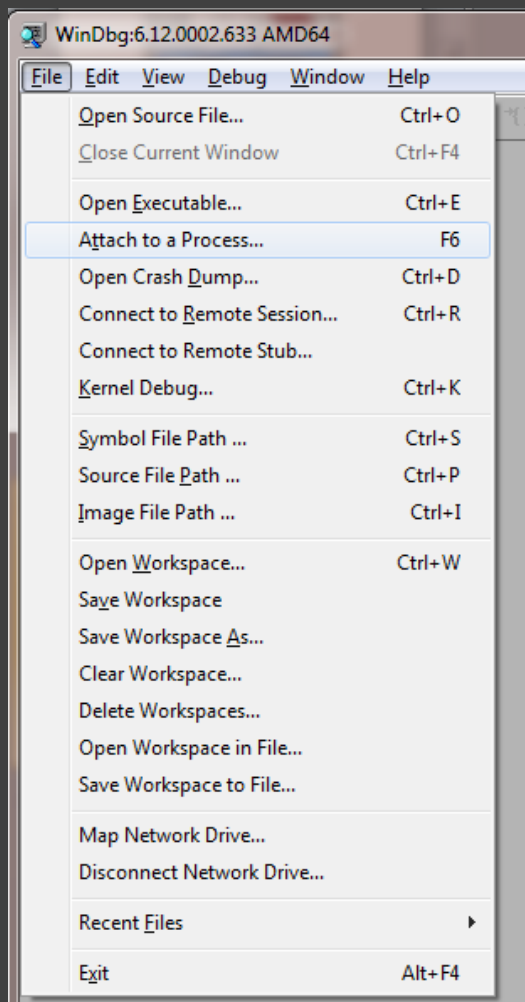 WinDbg:6.12.0002.633 AMD64
File Edit View Debug Window Help
Open Source File... Ctrl+O
Close Current Window Ctrl+F4
Open Executable... Ctrl+E
Attach to a Process... F6
Open Crash Dump... Ctrl+D
Connect to Remote Session... Ctrl+R
Connect to Remote Stub...
Kernel Debug... Ctrl+K
Symbol File Path ... Ctrl+S
Source File Path ... Ctrl+P
Image File Path ... Ctrl+I
Open Workspace... Ctrl+W
Save Workspace
Save Workspace As...
Clear Workspace...
Delete Workspaces...
Open Workspace in File...
Save Workspace to File...
Map Network Drive...
Disconnect Network Drive...
Recent Files
Exit Alt+F4